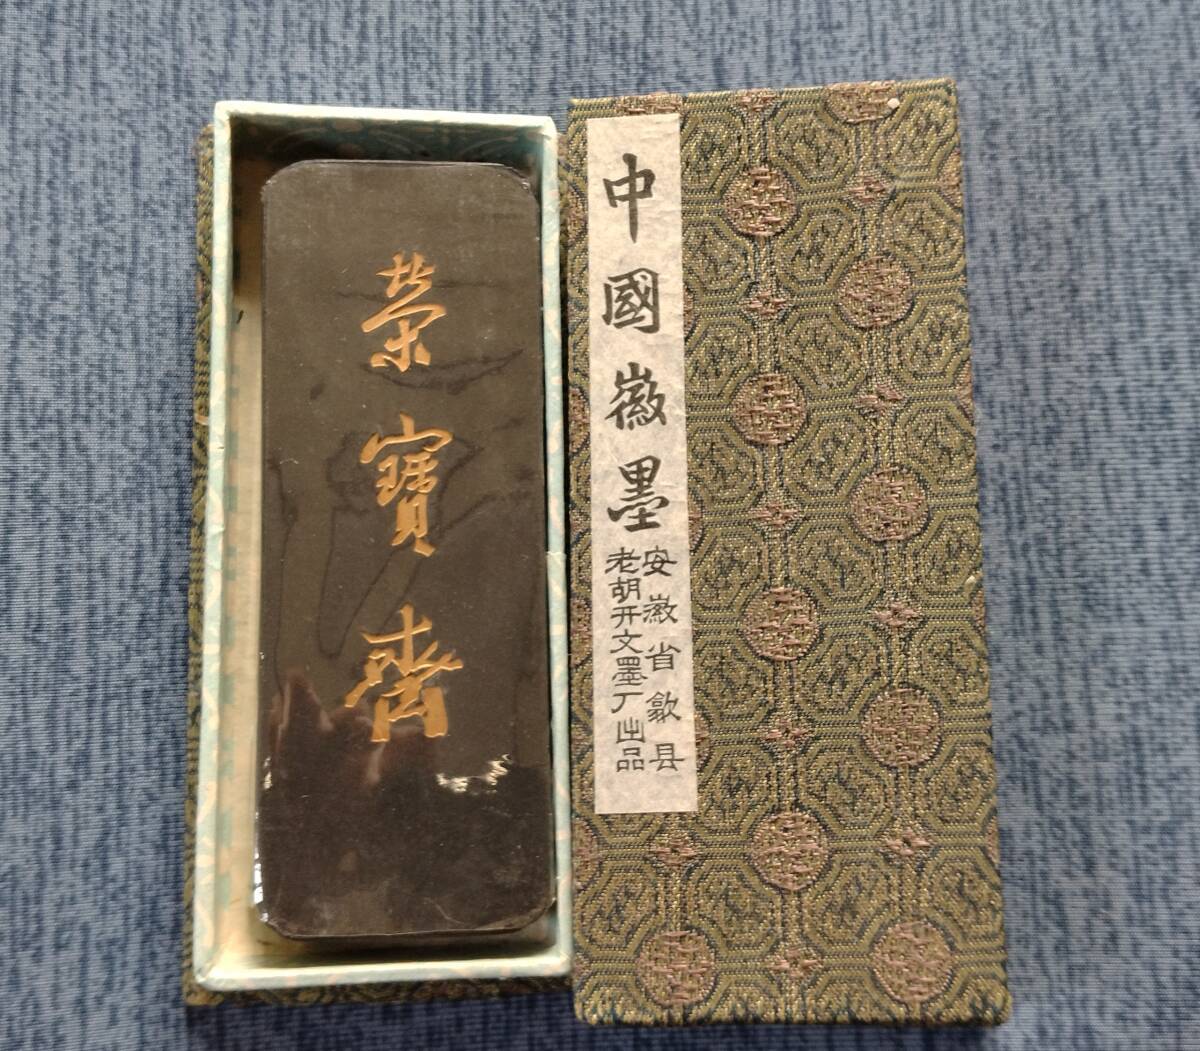 榮寶齋
中國徽墨
安徽省歙县
老胡开文墨厂出品